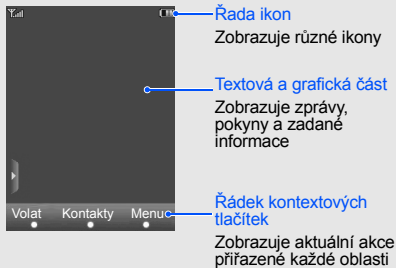 Řada ikon
Zobrazuje různé ikony
Textová a grafická část
Zobrazuje zprávy,
pokyny a zadané
informace
Volat Kontakty Menu
Řádek kontextových
tlačítek
Zobrazuje aktuální akce
přiřazené každé oblasti